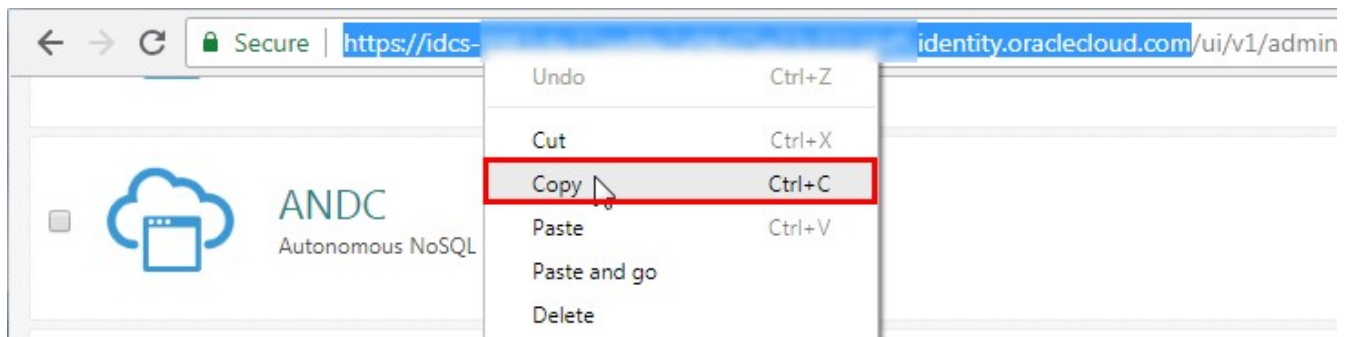 Secure | https://idcs- identity.oraclecloud.com/ui/v1/admin
Undo Ctrl+Z
Cut Ctrl+X
Copy Ctrl+C
ANDC
Paste Ctrl+V
Autonomous NoSQL
Paste and go
Delete